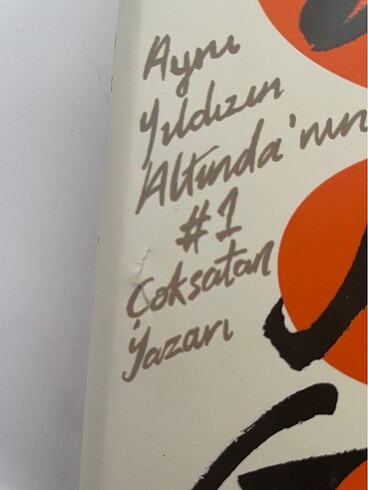 Aynı
Yıldızın
Altında'nın
#1
Çoksatan
Yazarı